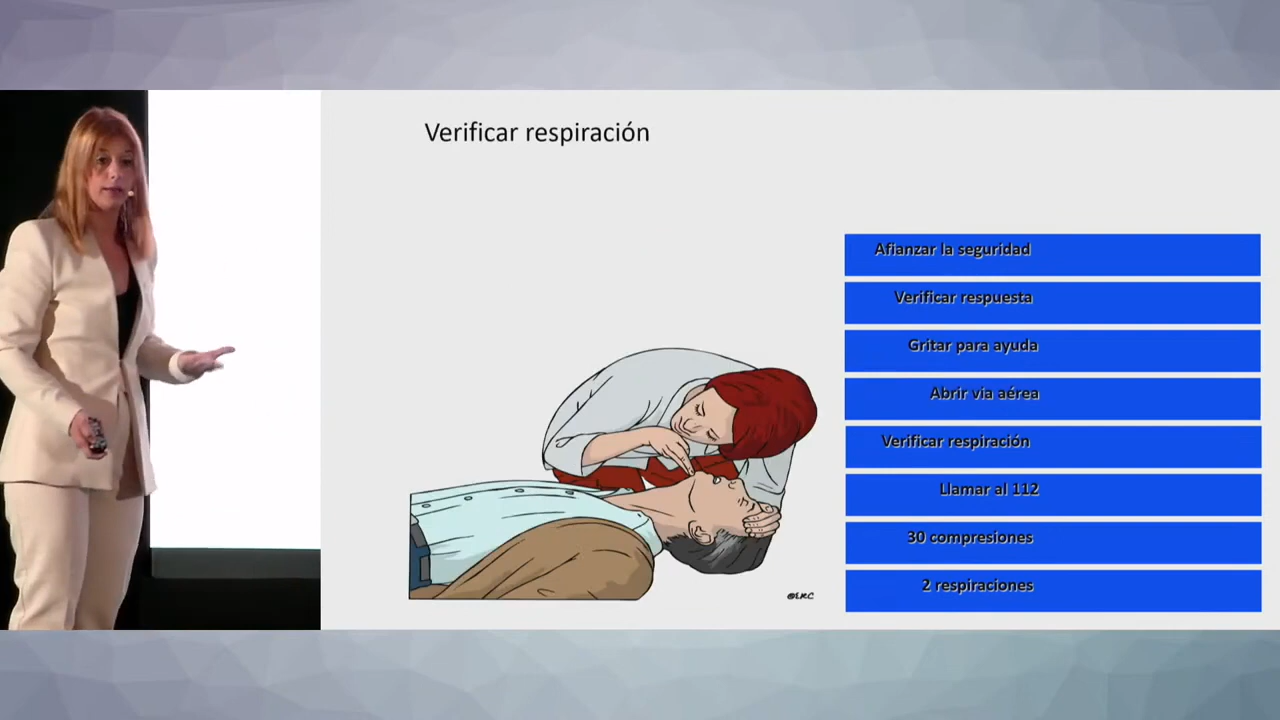 Verificar respiración
Afianzar la seguridad
Verificar respuesta
Gritar para ayuda
Abrir via aérea
Verificar respiración
Llamar al 112
30 compresiones
2 respiraciones
@ERC